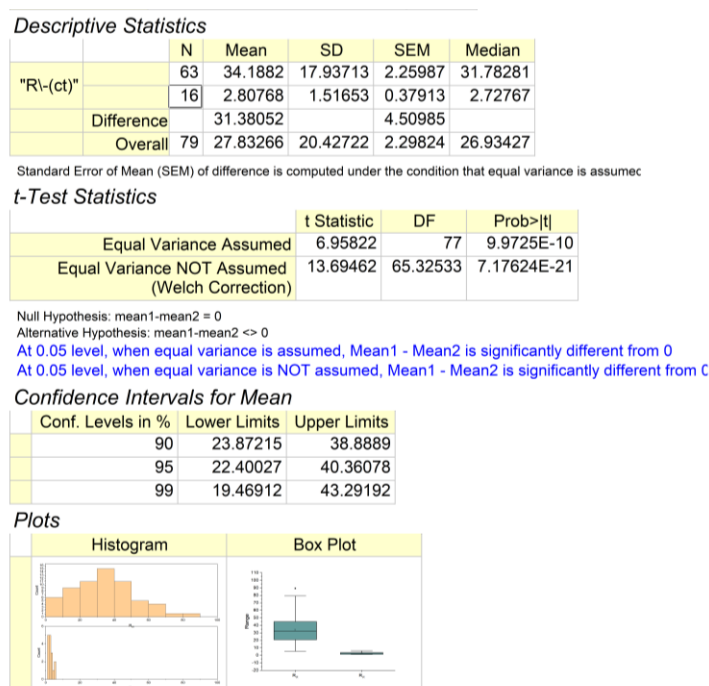 Descriptive Statistics
N Mean SD SEM Median
"R\-(ct)" 63 34.1882 17.93713 2.25987 31.78281
16 2.80768 1.51653 0.37913 2.72767
Difference 31.38052 4.50985
Overall 79 27.83266 20.42722 2.29824 26.93427
Standard Error of Mean (SEM) of difference is computed under the condition that equal variance is assumed
t-Test Statistics
t Statistic DF Prob>|t|
Equal Variance Assumed 6.95822 77 9.9725E-10
Equal Variance NOT Assumed 13.69462 65.32533 7.17624E-21
(Welch Correction)
Null Hypothesis: mean1-mean2 = 0
Alternative Hypothesis: mean1-mean2 <> 0
At 0.05 level, when equal variance is assumed, Mean1 - Mean2 is significantly different from 0
At 0.05 level, when equal variance is NOT assumed, Mean1 - Mean2 is significantly different from 0
Confidence Intervals for Mean
Conf. Levels in % Lower Limits Upper Limits
90 23.87215 38.8889
95 22.40027 40.36078
99 19.46912 43.29192
Plots
Histogram Box Plot
Count
Count
Range